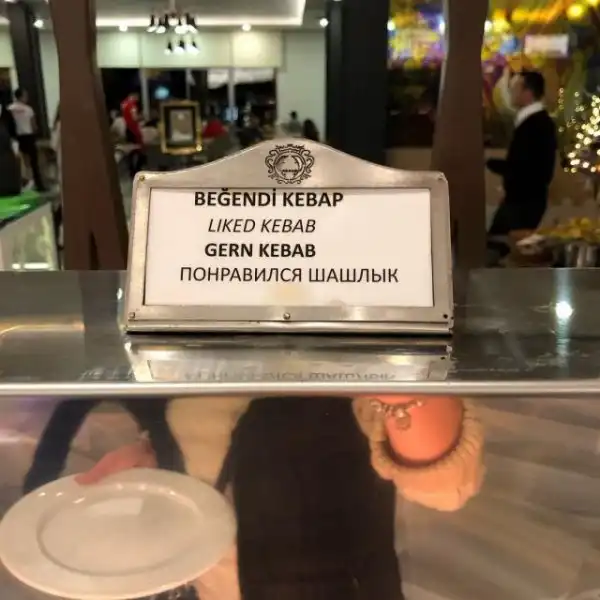 BEĞENDİ KEBAP
LIKED KEBAB
GERN KEBAB
ПОНРАВИЛСЯ ШАШЛЫК